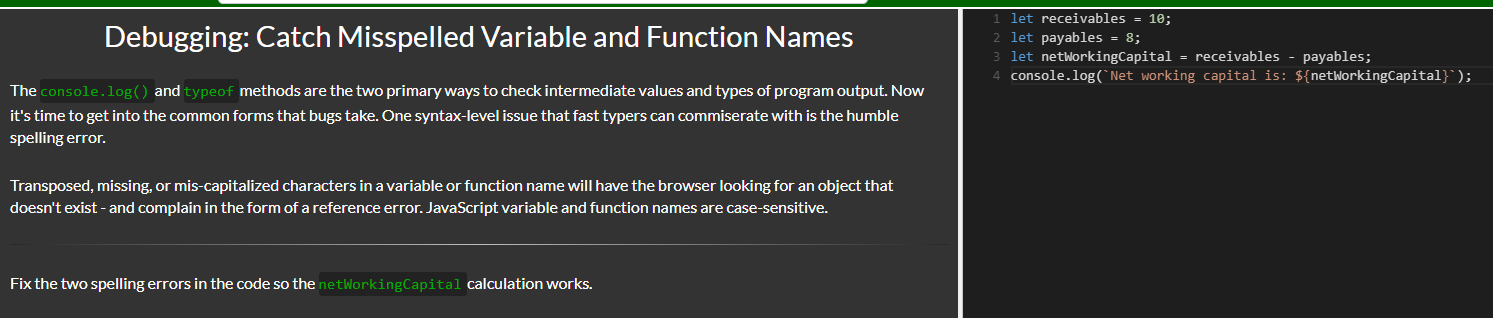 Debugging: Catch Misspelled Variable and Function Names
The console.log() and typeof methods are the two primary ways to check intermediate values and types of program output. Now
it's time to get into the common forms that bugs take. One syntax-level issue that fast typers can commiserate with is the humble
spelling error.
Transposed, missing, or mis-capitalized characters in a variable or function name will have the browser looking for an object that
doesn't exist - and complain in the form of a reference error. JavaScript variable and function names are case-sensitive.
Fix the two spelling errors in the code so the netWorkingCapital calculation works.
1 let receivables = 10;
2 let payables = 8;
3 let netWorkingCapital = receivables - payables;
4 console.log(`Net working capital is: ${netWorkingCapital}`);